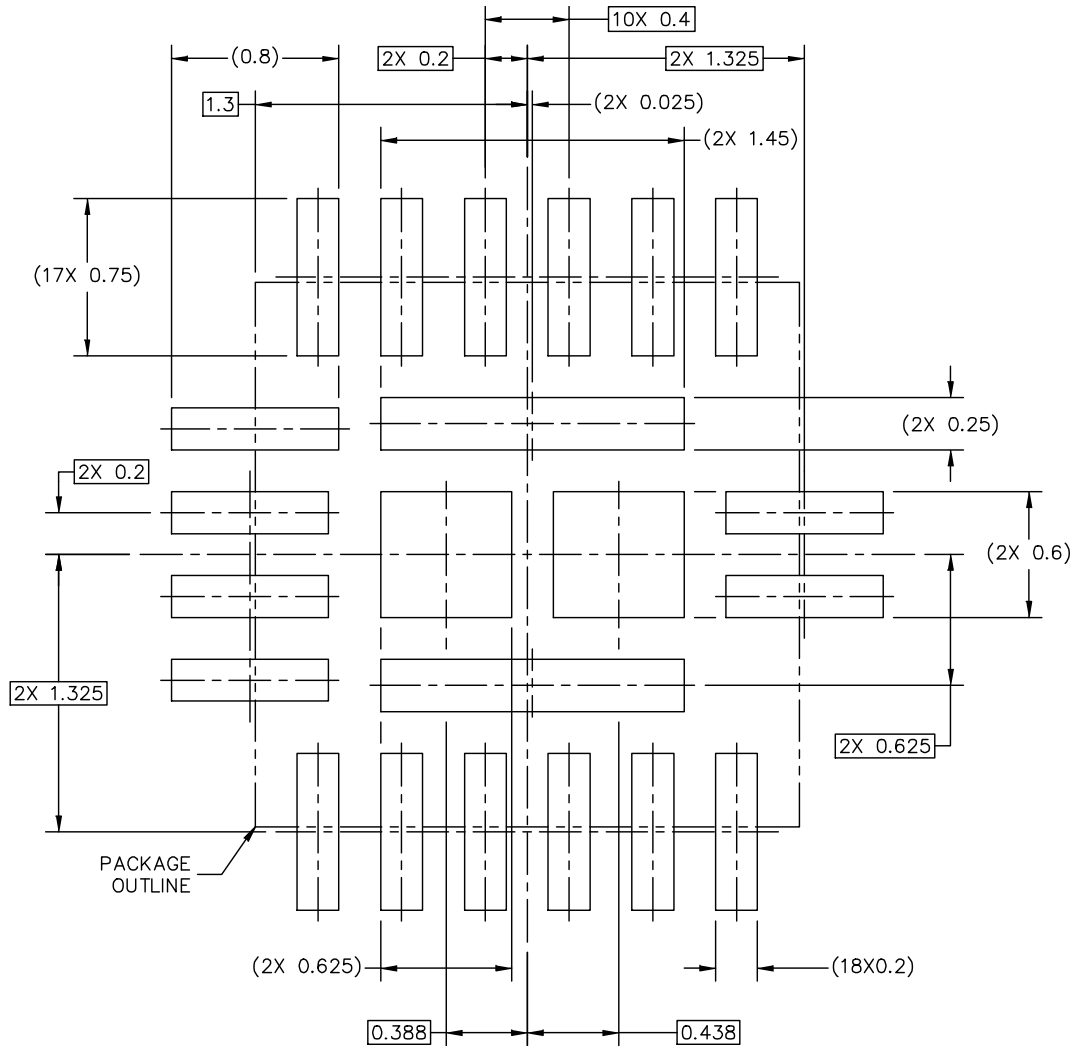 10X 0.4
(0.8)
2X 0.2
2X 1.325
1.3
(2X 0.025)
(2X 1.45)
(17X 0.75)
(2X 0.25)
2X 0.2
(2X 0.6)
2X 1.325
2X 0.625
PACKAGE
OUTLINE
(2X 0.625)
(18X0.2)
0.388
0.438